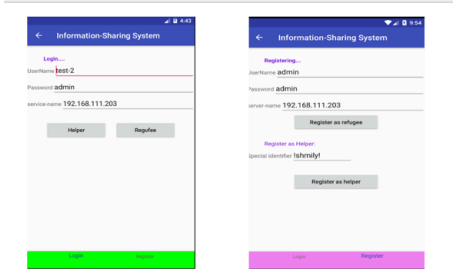 4:43
Information-Sharing System
Login....
UserName test-2
Password admin
service-name 192.168.111.203
Helper Regufee
Login Register
9:54
Information-Sharing System
Registering...
UserName admin
Password admin
server-name 192.168.111.203
Register as refugee
Register as Helper:
Special identifier !shmily!
Register as helper
Login Register